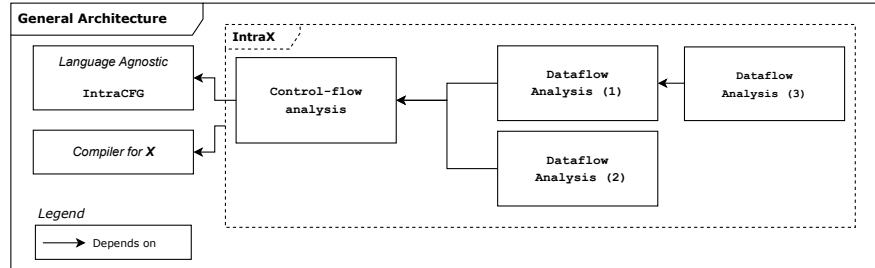 General Architecture
IntraX
Language Agnostic
IntraCFG
Compiler for X
Control-flow
analysis
Dataflow
Analysis (1)
Dataflow
Analysis (3)
Dataflow
Analysis (2)
Legend
Depends on